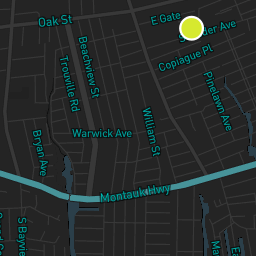 E Gate
Oak St
Ave
Beachview St
Copiague Pl
Trouville Rd
Pinelawn Ave
William St
Warwick Ave
Bryan Ave
Montauk Hwy